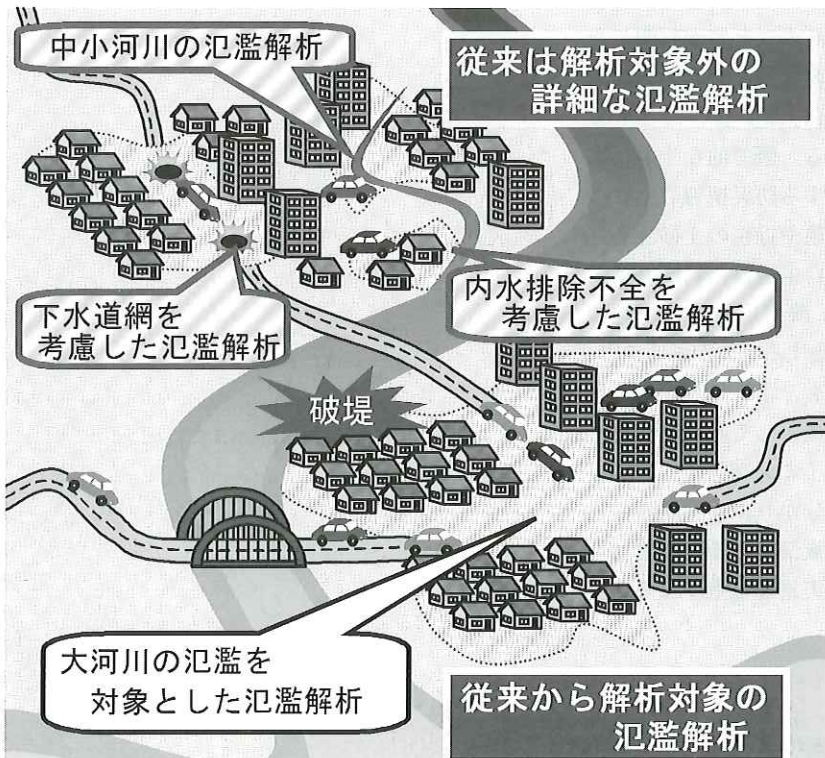 中小河川の氾濫解析
従来は解析対象外の
詳細な氾濫解析
下水道網を
考慮した氾濫解析
内水排除不全を
考慮した氾濫解析
破堤
大河川の氾濫を
対象とした氾濫解析
従来から解析対象の
氾濫解析